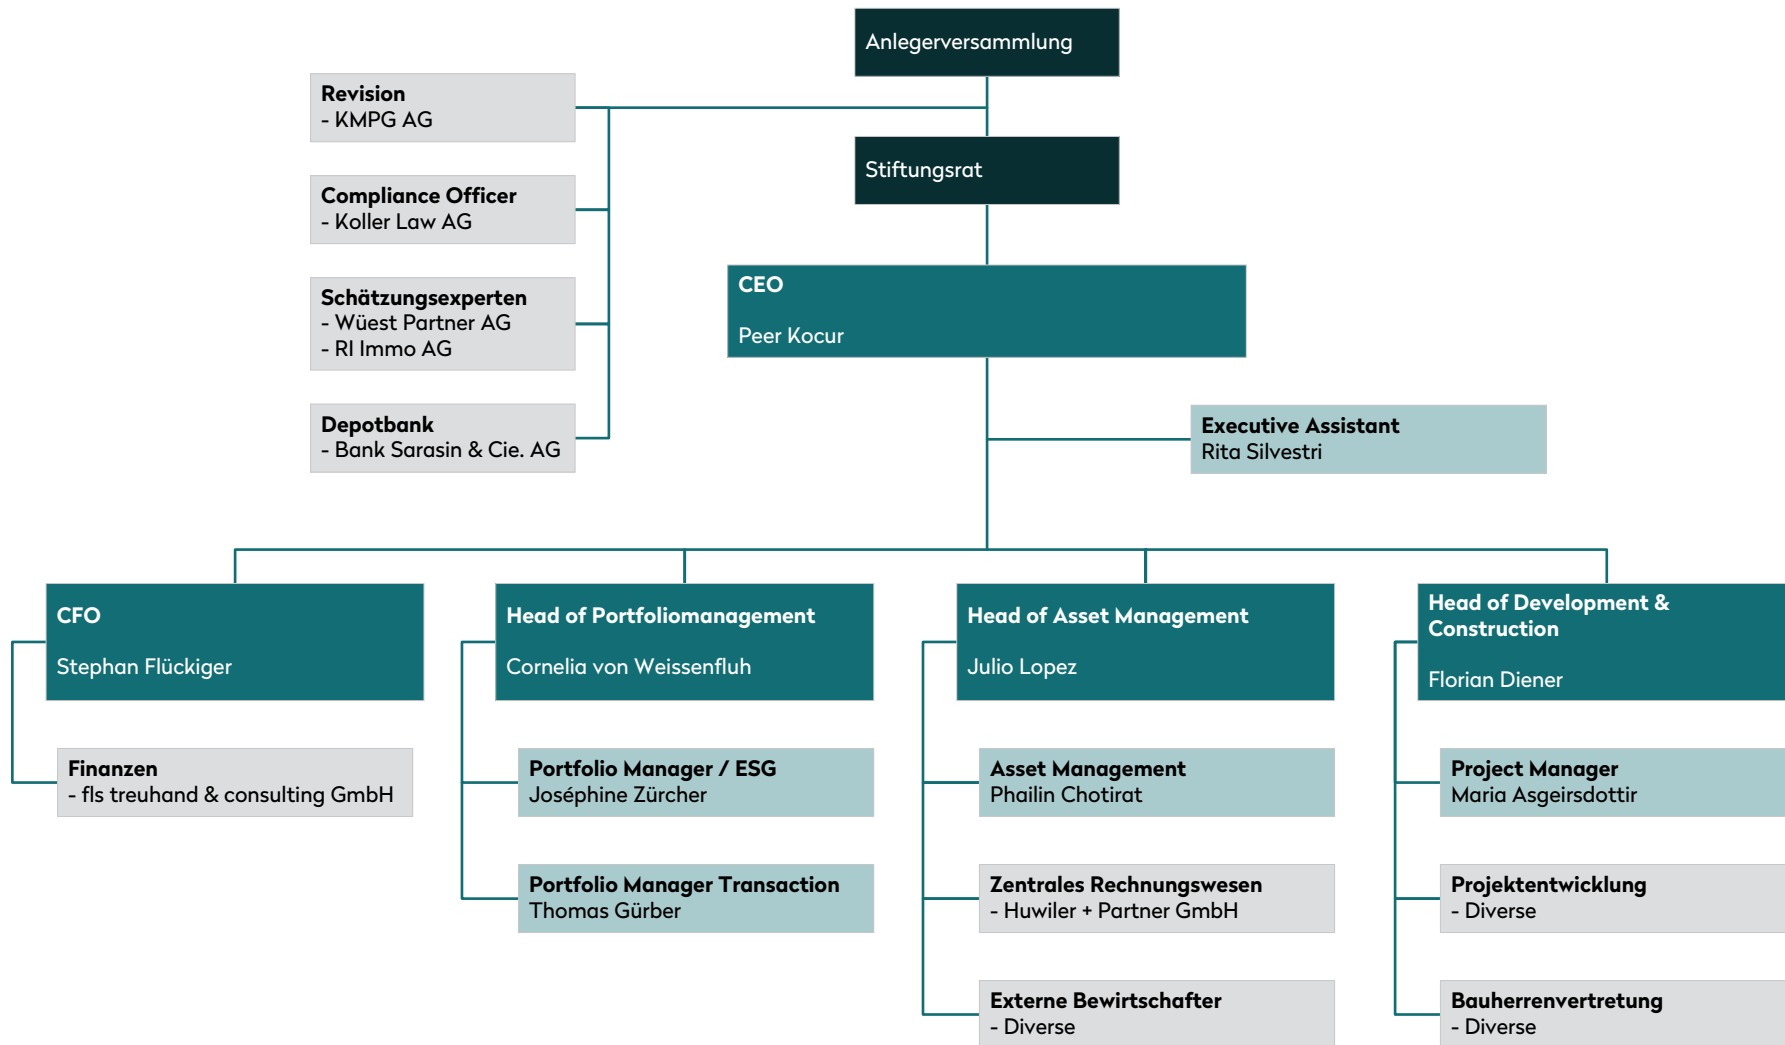 Anlegerversammlung
Revision
- KMPG AG
Stiftungsrat
Compliance Officer
- Koller Law AG
CEO
Peer Kocur
Schätzungsexperten
- Wüest Partner AG
- RI Immo AG
Depotbank
- Bank Sarasin & Cie. AG
Executive Assistant
Rita Silvestri
CFO
Stephan Flückiger
Head of Portfoliomanagement
Cornelia von Weissenfluh
Head of Asset Management
Julio Lopez
Head of Development &
Construction
Florian Diener
Finanzen
- fls treuhand & consulting GmbH
Portfolio Manager / ESG
Joséphine Zürcher
Asset Management
Phailin Chotirat
Project Manager
Maria Asgeirsdottir
Portfolio Manager Transaction
Thomas Gürber
Zentrales Rechnungswesen
- Huwiler + Partner GmbH
Projektentwicklung
- Diverse
Externe Bewirtschafter
- Diverse
Bauherrenvertretung
- Diverse